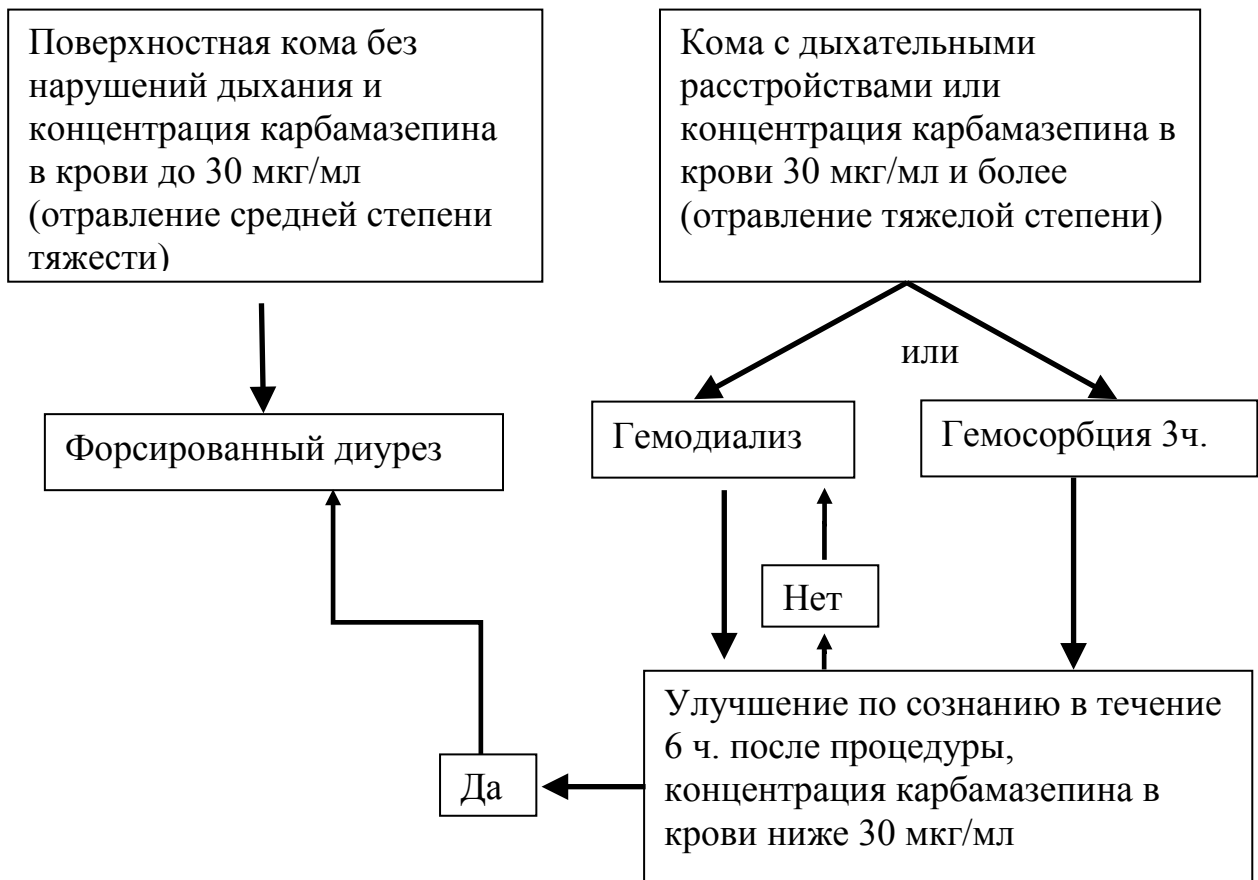 Поверхностная кома без
нарушений дыхания и
концентрация карбамазепина
в крови до 30 мкг/мл
(отравление средней степени
тяжести)
Кома с дыхательными
расстройствами или
концентрация карбамазепина в
крови 30 мкг/мл и более
(отравление тяжелой степени)
или
Форсированный диурез
Гемодиализ
Гемосорбция 3ч.
Нет
Да
Улучшение по сознанию в течение
6 ч. после процедуры,
концентрация карбамазепина в
крови ниже 30 мкг/мл